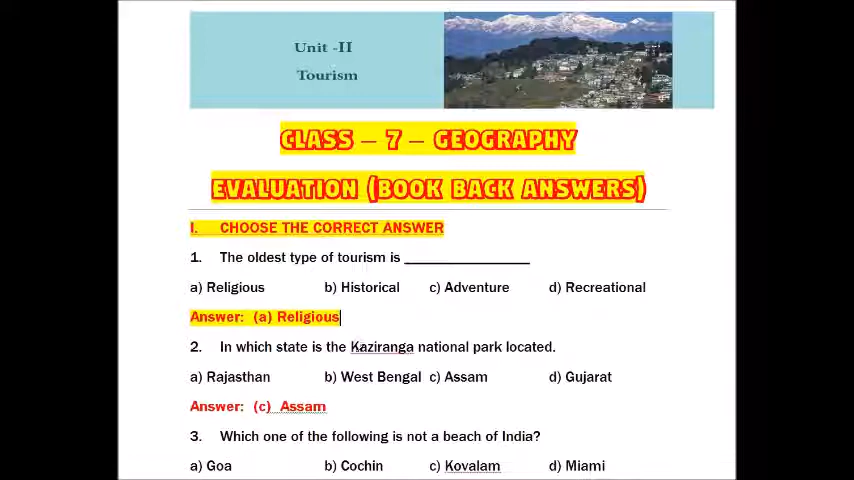 Unit -II
Tourism
CLASS – 7 – GEOGRAPHY
EVALUATION (BOOK BACK ANSWERS)
I. CHOOSE THE CORRECT ANSWER
1. The oldest type of tourism is _______________
a) Religious b) Historical c) Adventure d) Recreational
Answer: (a) Religious
2. In which state is the Kaziranga national park located.
a) Rajasthan b) West Bengal c) Assam d) Gujarat
Answer: (c) Assam
3. Which one of the following is not a beach of India?
a) Goa b) Cochin c) Kovalam d) Miami